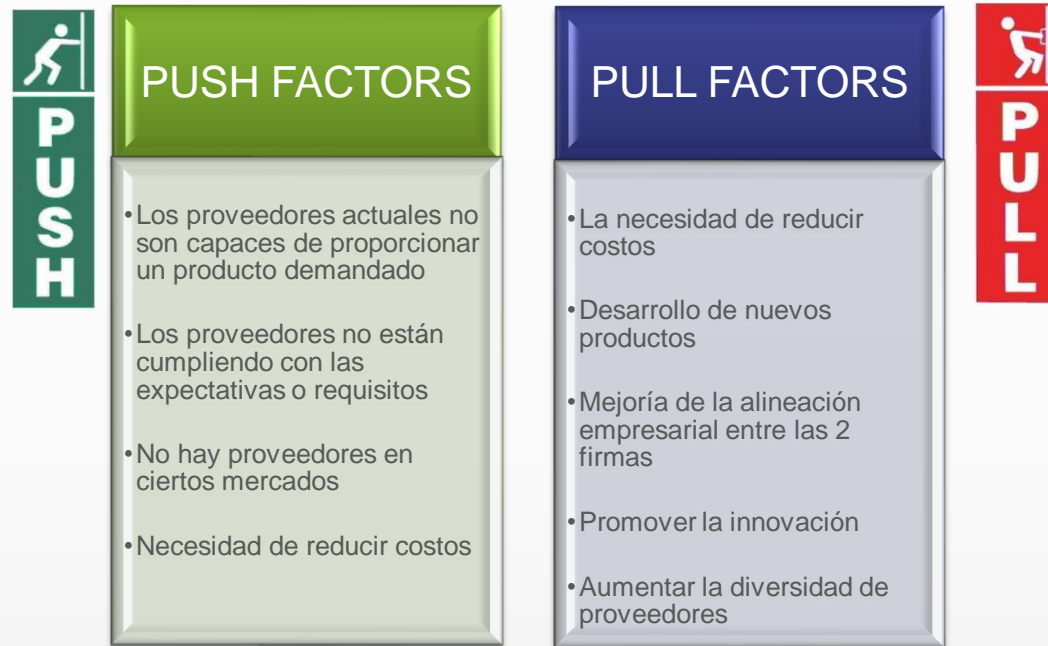 PUSH
PUSH FACTORS
•Los proveedores actuales no
son capaces de proporcionar
un producto demandado
•Los proveedores no están
cumpliendo con las
expectativas o requisitos
•No hay proveedores en
ciertos mercados
•Necesidad de reducir costos
PULL FACTORS
•La necesidad de reducir
costos
•Desarrollo de nuevos
productos
•Mejoría de la alineación
empresarial entre las 2
firmas
•Promover la innovación
•Aumentar la diversidad de
proveedores
PULL